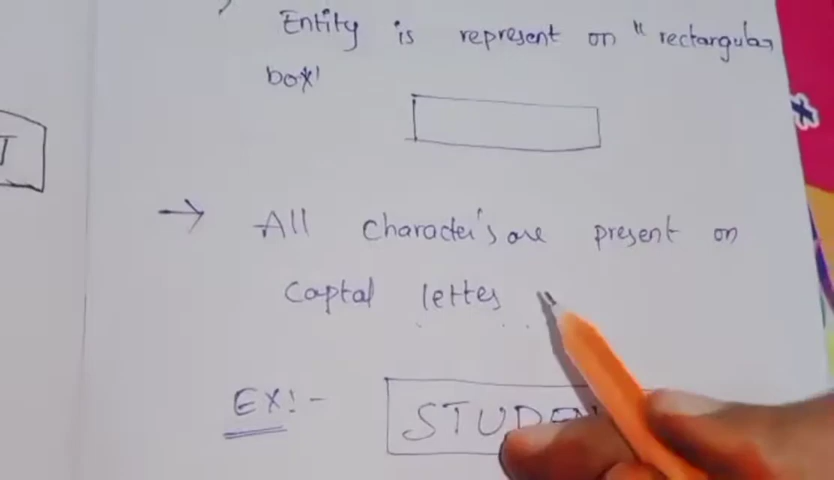 Entity is represent on "rectangular
box'
→ All character's are present on
Captal lettes
EX:-